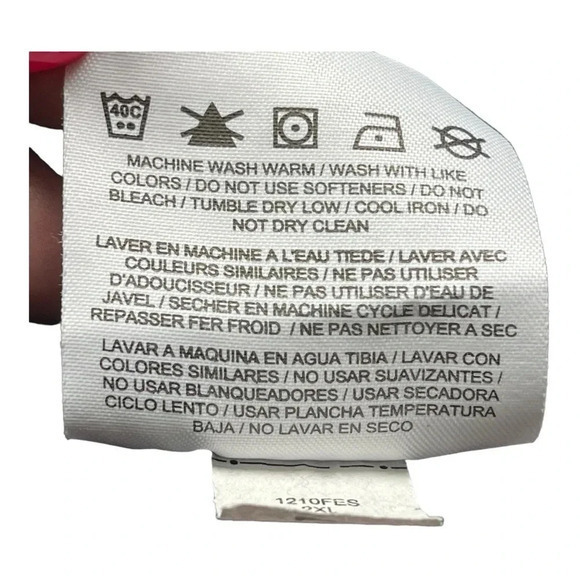 40C
MACHINE WASH WARM / WASH WITH LIKE
COLORS / DO NOT USE SOFTENERS / DO NOT
BLEACH / TUMBLE DRY LOW / COOL IRON / DO
NOT DRY CLEAN
LAVER EN MACHINE A L'EAU TIEDE / LAVER AVEC
COULEURS SIMILAIRES / NE PAS UTILISER
D'ADOUCISSEUR / NE PAS UTILISER D'EAU DE
JAVEL / SECHER EN MACHINE CYCLE DELICAT /
REPASSER FER FROID / NE PAS NETTOYER A SEC
LAVAR A MAQUINA EN AGUA TIBIA / LAVAR CON
COLORES SIMILARES / NO USAR SUAVIZANTES /
NO USAR BLANQUEADORES / USAR SECADORA
CICLO LENTO / USAR PLANCHA TEMPERATURA
BAJA / NO LAVAR EN SECO
1210FES
2XL